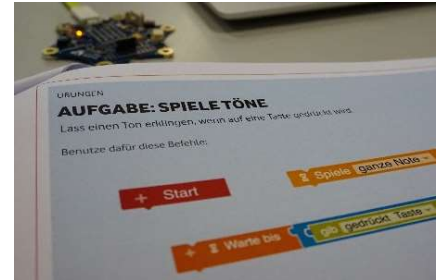 ÜBUNGEN
AUFGABE: SPIELE TÖNE
Lass einen Ton erklingen, wenn auf eine Taste gedrückt wird.
Benutze dafür diese Befehle:
+ Start
Spiele ganze Note
+ Warte bis gib gedrückt Taste